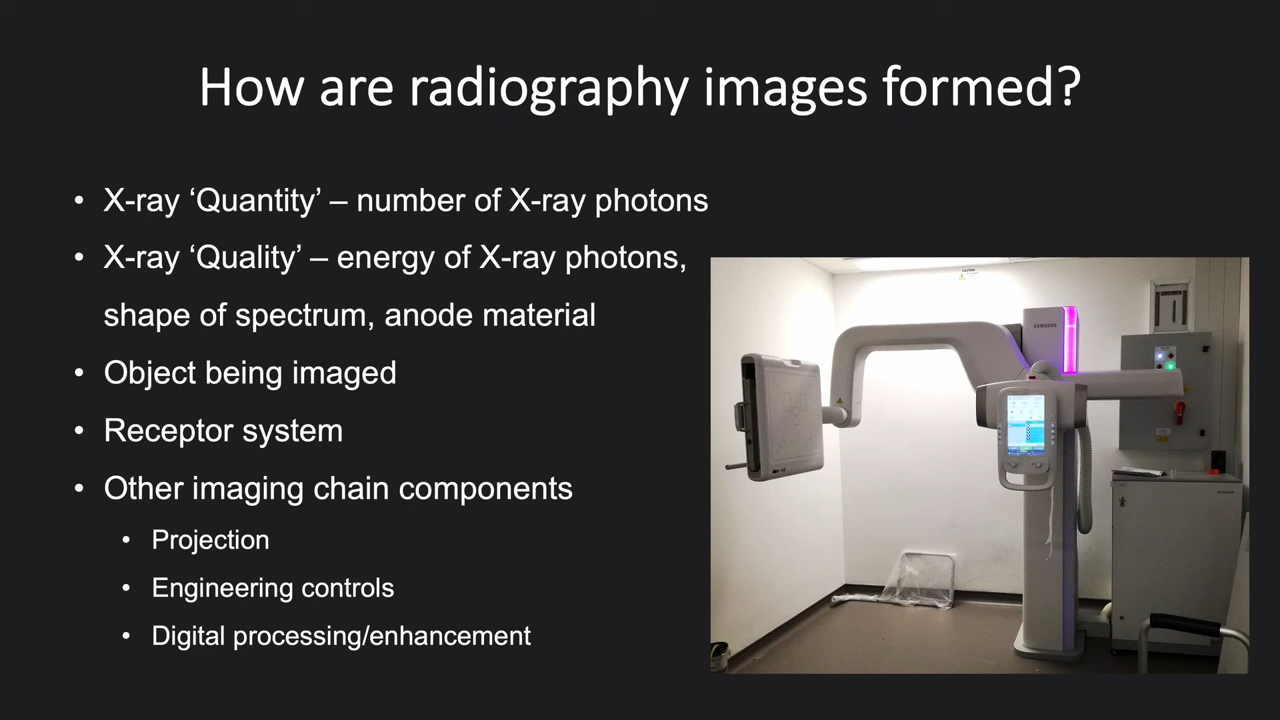 How are radiography images formed?
• X-ray ‘Quantity’ – number of X-ray photons
• X-ray ‘Quality’ – energy of X-ray photons,
shape of spectrum, anode material
• Object being imaged
• Receptor system
• Other imaging chain components
• Projection
• Engineering controls
• Digital processing/enhancement
CAUTION
SAMSUNG